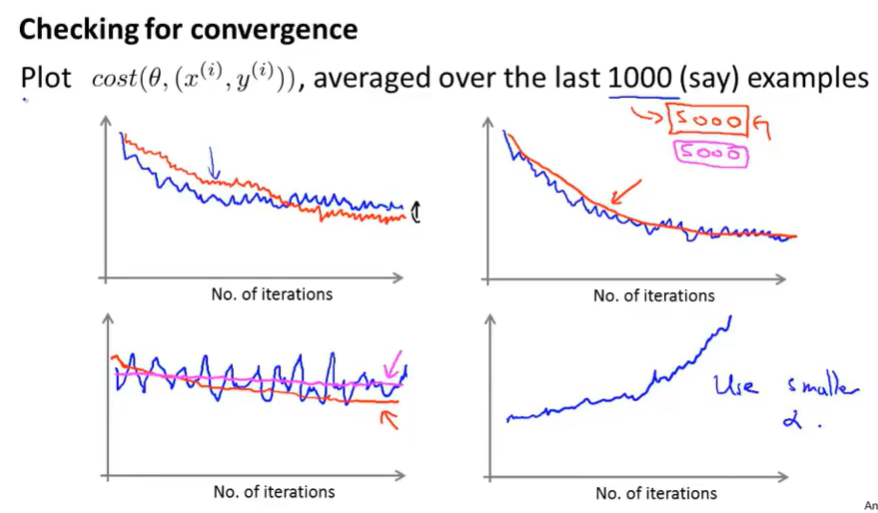 Checking for convergence
Plot cost(θ, (x^{(i)}, y^{(i)})), averaged over the last 1000 (say) examples
5000
5000
No. of iterations
No. of iterations
Use smaller
α.
No. of iterations
No. of iterations
An